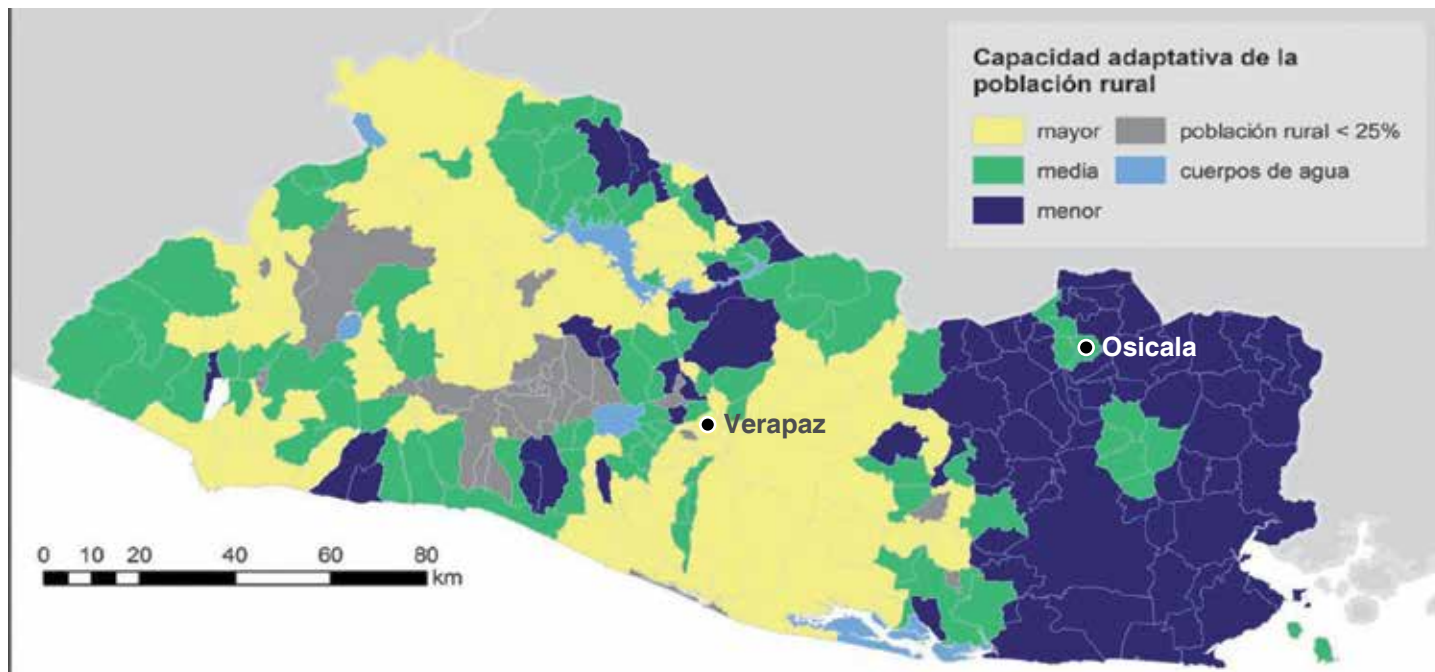 Capacidad adaptativa de la
población rural
mayor
población rural < 25%
media
cuerpos de agua
menor
Osicala
Verapaz
0 10 20 40 60 80
km